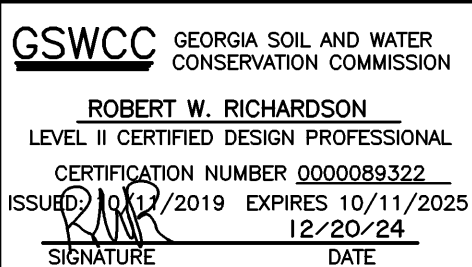 GSWCC GEORGIA SOIL AND WATER
CONSERVATION COMMISSION
ROBERT W. RICHARDSON
LEVEL II CERTIFIED DESIGN PROFESSIONAL
CERTIFICATION NUMBER 0000089322
ISSUED: 10/11/2019 EXPIRES 10/11/2025
12/20/24
SIGNATURE DATE